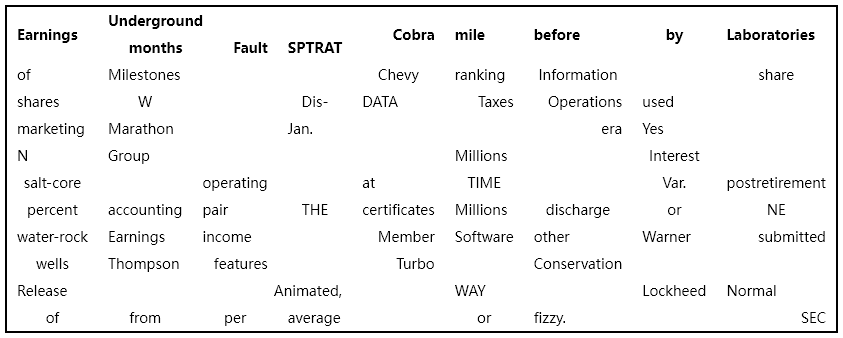 Earnings Underground months Fault SPTRAT Cobra mile before by Laboratories
of Milestones Chevy ranking Information share
shares W Dis- DATA Taxes Operations used
marketing Marathon Jan. era Yes
N Group Millions Interest
salt-core operating at TIME Var. postretirement
percent accounting pair THE certificates Millions discharge or NE
water-rock Earnings income Member Software other Warner submitted
wells Thompson features Turbo Conservation
Release Animated, WAY Lockheed Normal
of from per average or fizzy. SEC